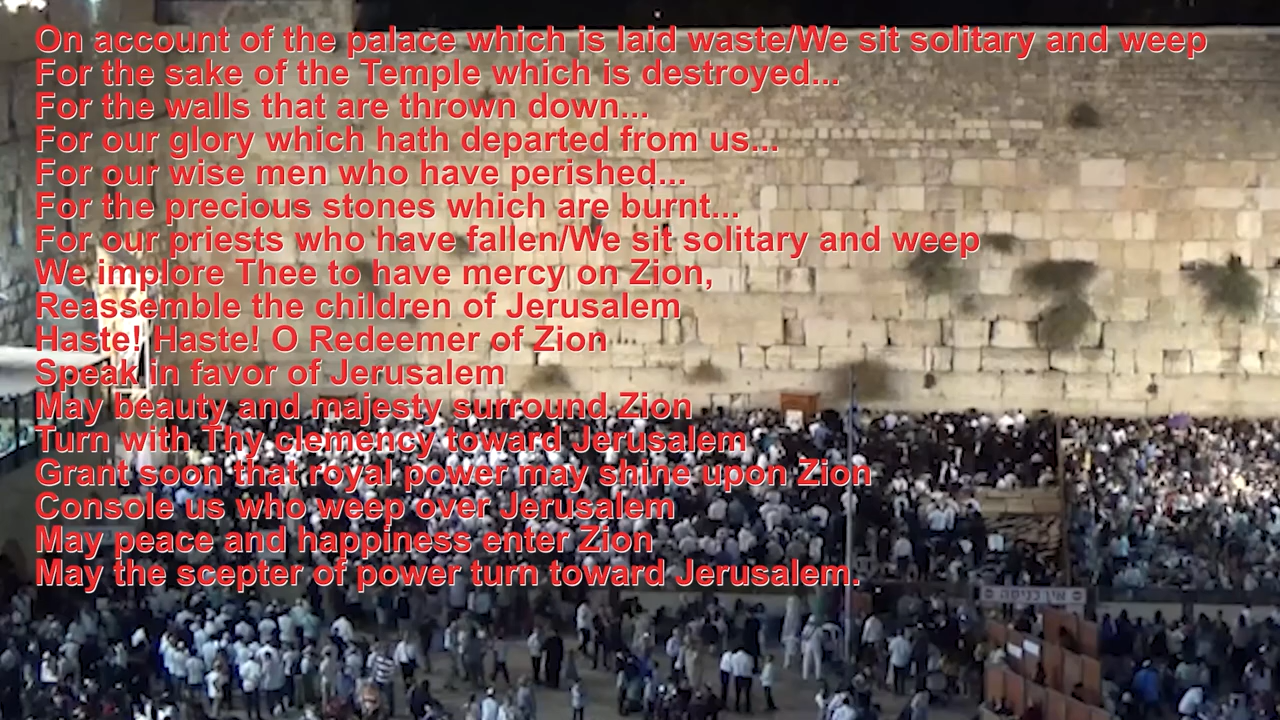 On account of the palace which is laid waste/We sit solitary and weep
For the sake of the Temple which is destroyed...
For the walls that are thrown down...
For our glory which hath departed from us...
For our wise men who have perished...
For the precious stones which are burnt...
For our priests who have fallen/We sit solitary and weep
We implore Thee to have mercy on Zion,
Reassemble the children of Jerusalem
Haste! Haste! O Redeemer of Zion
Speak in favor of Jerusalem
May beauty and majesty surround Zion
Turn with Thy clemency toward Jerusalem
Grant soon that royal power may shine upon Zion
Console us who weep over Jerusalem
May peace and happiness enter Zion
May the scepter of power turn toward Jerusalem.
אין כניסה